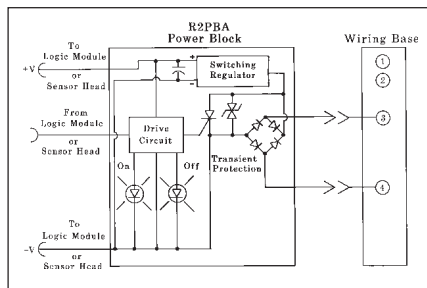 R2PBA
Power Block
Wiring Base
To
+V Logic Module
or
Sensor Head
+
-
Switching
Regulator
1
2
From
Logic Module
or
Sensor Head
Drive
Circuit
3
On
Off
Transient
Protection
4
To
-V Logic Module
or
Sensor Head